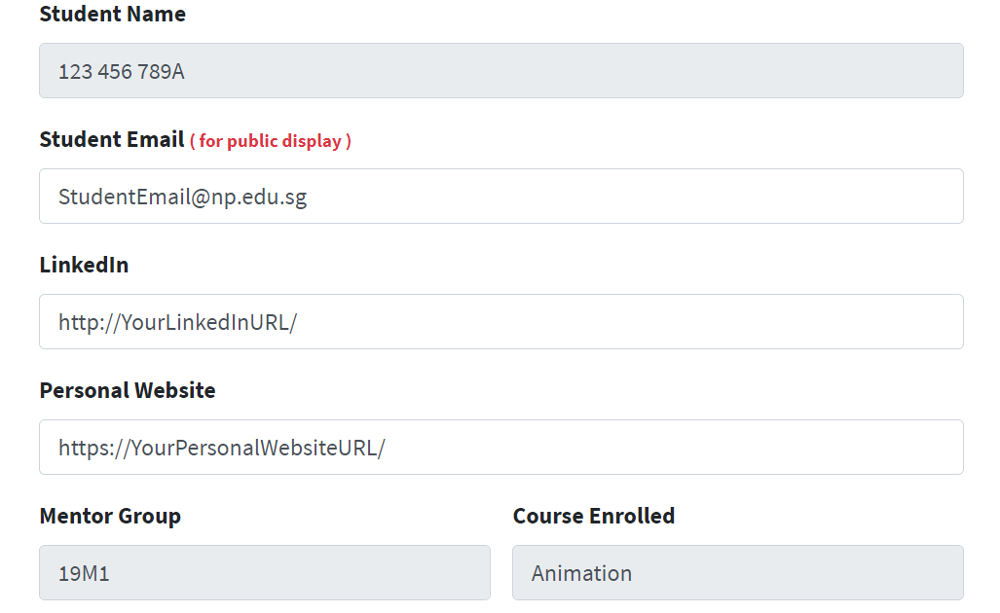 Student Name
123 456 789A
Student Email ( for public display )
StudentEmail@np.edu.sg
LinkedIn
http://YourLinkedInURL/
Personal Website
https://YourPersonalWebsiteURL/
Mentor Group
Course Enrolled
19M1
Animation